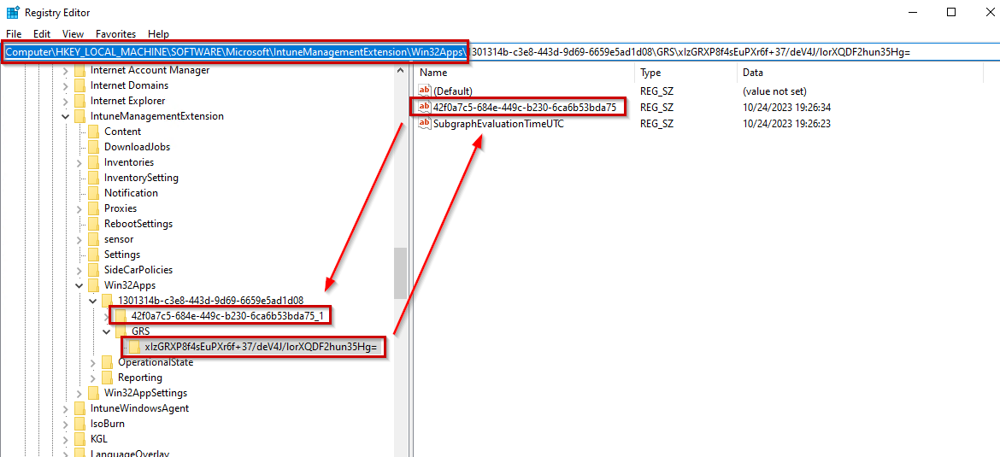 Registry Editor
File Edit View Favorites Help
Computer\HKEY_LOCAL_MACHINE\SOFTWARE\Microsoft\IntuneManagementExtension\Win32Apps\1301314b-c3e8-443d-9d69-6659e5ad1d08\GRS\xIzGRXP8f4sEuPXr6f+37/deV4J/IorXQDF2hun35Hg=
Internet Account Manager
Internet Domains
Internet Explorer
IntuneManagementExtension
Content
DownloadJobs
Inventories
InventorySetting
Notification
Proxies
RebootSettings
sensor
Settings
SideCarPolicies
Win32Apps
1301314b-c3e8-443d-9d69-6659e5ad1d08
42f0a7c5-684e-449c-b230-6ca6b53bda75_1
GRS
xIzGRXP8f4sEuPXr6f+37/deV4J/IorXQDF2hun35Hg=
OperationalState
Reporting
Win32AppSettings
IntuneWindowsAgent
IsoBurn
KGL
LanguageOverlay
Name Type Data
ab (Default) REG_SZ (value not set)
ab 42f0a7c5-684e-449c-b230-6ca6b53bda75 REG_SZ 10/24/2023 19:26:34
ab SubgraphEvaluationTimeUTC REG_SZ 10/24/2023 19:26:23